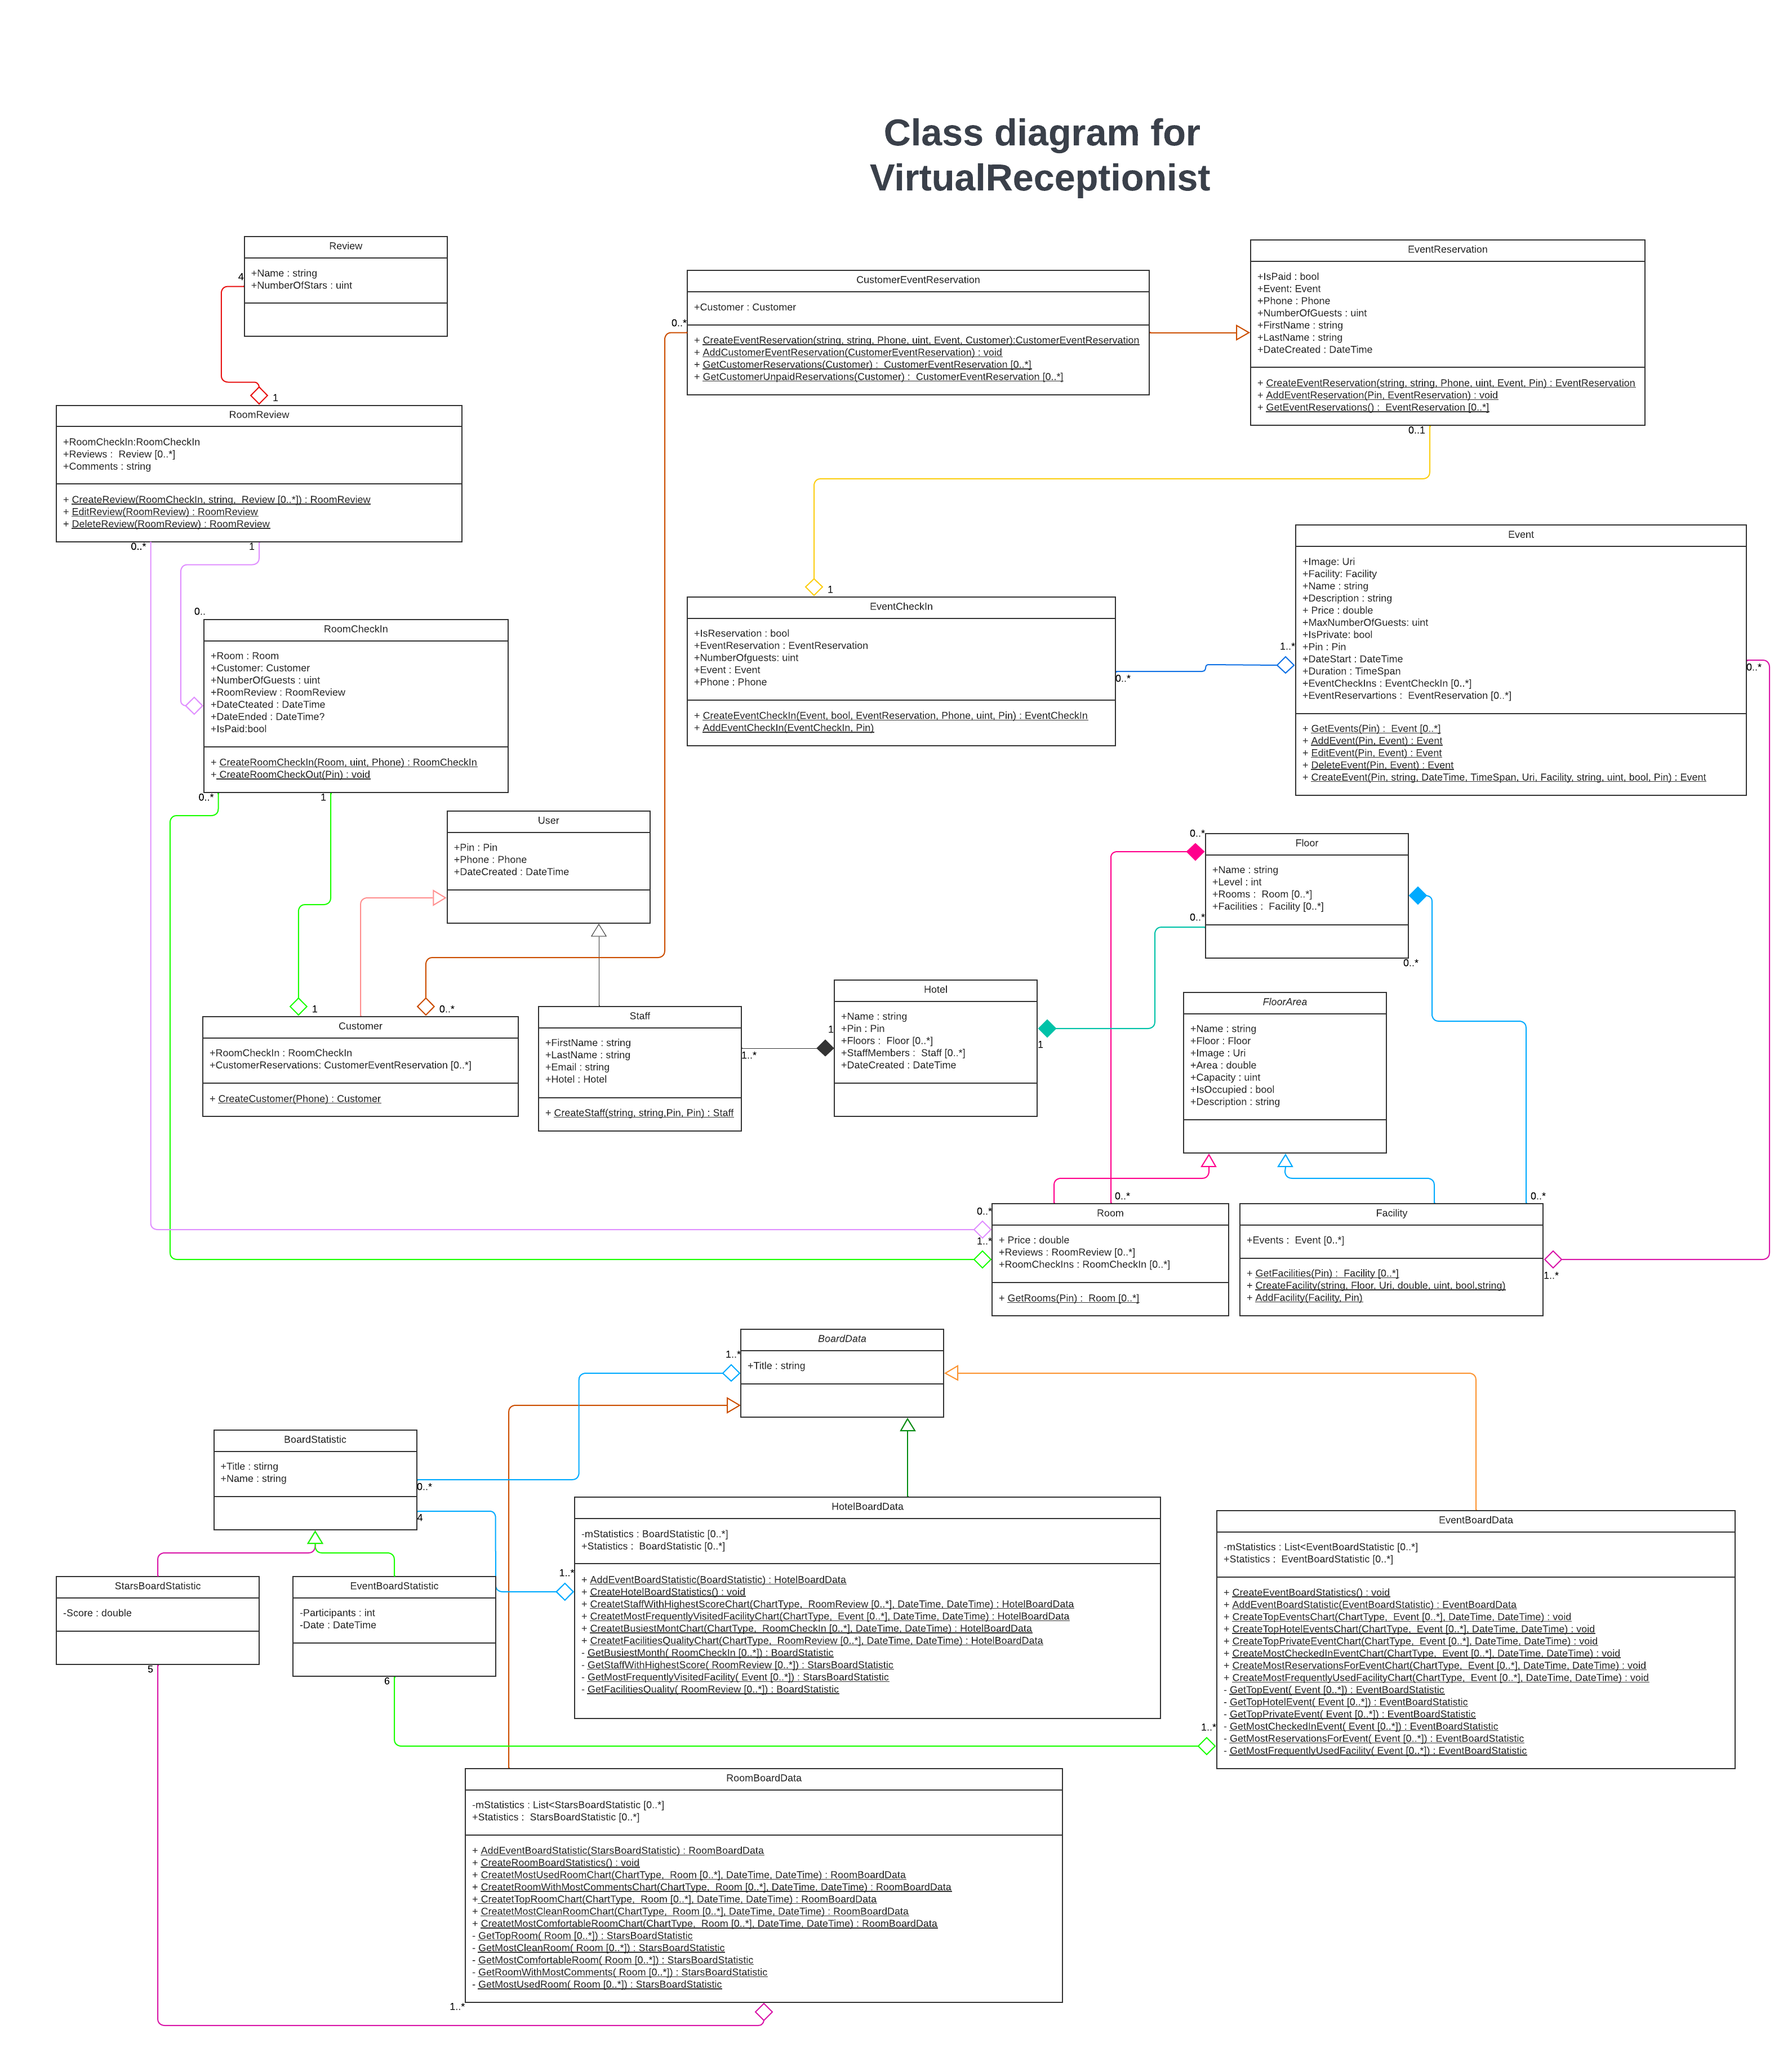 Class diagram for
VirtualReceptionist
Review
+Name : string
+NumberOfStars : uint
4
1
RoomReview
+RoomCheckIn:RoomCheckIn
+Reviews :  Review [0..*]
+Comments : string
+ CreateReview(RoomCheckIn, string,  Review [0..*]) : RoomReview
+ EditReview(RoomReview) : RoomReview
+ DeleteReview(RoomReview) : RoomReview
0..*
1
CustomerEventReservation
+Customer : Customer
+ CreateEventReservation(string, string, Phone, uint, Event, Customer):CustomerEventReservation
+ AddCustomerEventReservation(CustomerEventReservation) : void
+ GetCustomerReservations(Customer) :  CustomerEventReservation [0..*]
+ GetCustomerUnpaidReservations(Customer) :  CustomerEventReservation [0..*]
0..*
EventReservation
+IsPaid : bool
+Event: Event
+Phone : Phone
+NumberOfGuests : uint
+FirstName : string
+LastName : string
+DateCreated : DateTime
+ CreateEventReservation(string, string, Phone, uint, Event, Pin) : EventReservation
+ AddEventReservation(Pin, EventReservation) : void
+ GetEventReservations() :  EventReservation [0..*]
0..1
1
EventCheckIn
+IsReservation : bool
+EventReservation : EventReservation
+NumberOfguests: uint
+Event : Event
+Phone : Phone
+ CreateEventCheckIn(Event, bool, EventReservation, Phone, uint, Pin) : EventCheckIn
+ AddEventCheckIn(EventCheckIn, Pin)
0..*
1..*
Event
+Image: Uri
+Facility: Facility
+Name : string
+Description : string
+ Price : double
+MaxNumberOfGuests: uint
+IsPrivate: bool
+Pin : Pin
+DateStart : DateTime
+Duration : TimeSpan
+EventCheckIns : EventCheckIn [0..*]
+EventReservartions :  EventReservation [0..*]
+ GetEvents(Pin) :  Event [0..*]
+ AddEvent(Pin, Event) : Event
+ EditEvent(Pin, Event) : Event
+ DeleteEvent(Pin, Event) : Event
+ CreateEvent(Pin, string, DateTime, TimeSpan, Uri, Facility, string, uint, bool, Pin) : Event
0..*
0..
RoomCheckIn
+Room : Room
+Customer: Customer
+NumberOfGuests : uint
+RoomReview : RoomReview
+DateCteated : DateTime
+DateEnded : DateTime?
+IsPaid:bool
+ CreateRoomCheckIn(Room, uint, Phone) : RoomCheckIn
+ CreateRoomCheckOut(Pin) : void
0..*
1
User
+Pin : Pin
+Phone : Phone
+DateCreated : DateTime
1
0..*
Customer
+RoomCheckIn : RoomCheckIn
+CustomerReservations: CustomerEventReservation [0..*]
+ CreateCustomer(Phone) : Customer
Staff
+FirstName : string
+LastName : string
+Email : string
+Hotel : Hotel
+ CreateStaff(string, string,Pin, Pin) : Staff
1..*
1
Hotel
+Name : string
+Pin : Pin
+Floors :  Floor [0..*]
+StaffMembers :  Staff [0..*]
+DateCreated : DateTime
1
0..*
Floor
+Name : string
+Level : int
+Rooms :  Room [0..*]
+Facilities :  Facility [0..*]
0..*
0..*
FloorArea
+Name : string
+Floor : Floor
+Image : Uri
+Area : double
+Capacity : uint
+IsOccupied : bool
+Description : string
0..*
0..*
0..*
1..*
Room
+ Price : double
+Reviews : RoomReview [0..*]
+RoomCheckIns : RoomCheckIn [0..*]
+ GetRooms(Pin) :  Room [0..*]
Facility
+Events :  Event [0..*]
+ GetFacilities(Pin) :  Facility [0..*]
+ CreateFacility(string, Floor, Uri, double, uint, bool,string)
+ AddFacility(Facility, Pin)
1..*
BoardData
+Title : string
1..*
BoardStatistic
+Title : stirng
+Name : string
0..*
4
StarsBoardStatistic
-Score : double
5
EventBoardStatistic
-Participants : int
-Date : DateTime
6
1..*
HotelBoardData
-mStatistics : BoardStatistic [0..*]
+Statistics :  BoardStatistic [0..*]
+ AddEventBoardStatistic(BoardStatistic) : HotelBoardData
+ CreateHotelBoardStatistics() : void
+ CreatetStaffWithHighestScoreChart(ChartType,  RoomReview [0..*], DateTime, DateTime) : HotelBoardData
+ CreatetMostFrequentlyVisitedFacilityChart(ChartType,  Event [0..*], DateTime, DateTime) : HotelBoardData
+ CreatetBusiestMontChart(ChartType,  RoomCheckIn [0..*], DateTime, DateTime) : HotelBoardData
+ CreatetFacilitiesQualityChart(ChartType,  RoomReview [0..*], DateTime, DateTime) : HotelBoardData
- GetBusiestMonth( RoomCheckIn [0..*]) : BoardStatistic
- GetStaffWithHighestScore( RoomReview [0..*]) : StarsBoardStatistic
- GetMostFrequentlyVisitedFacility( Event [0..*]) : StarsBoardStatistic
- GetFacilitiesQuality( RoomReview [0..*]) : BoardStatistic
EventBoardData
-mStatistics : List<EventBoardStatistic [0..*]
+Statistics :  EventBoardStatistic [0..*]
+ CreateEventBoardStatistics() : void
+ AddEventBoardStatistic(EventBoardStatistic) : EventBoardData
+ CreateTopEventsChart(ChartType,  Event [0..*], DateTime, DateTime) : void
+ CreateTopHotelEventsChart(ChartType,  Event [0..*], DateTime, DateTime) : void
+ CreateTopPrivateEventChart(ChartType,  Event [0..*], DateTime, DateTime) : void
+ CreateMostCheckedInEventChart(ChartType,  Event [0..*], DateTime, DateTime) : void
+ CreateMostReservationsForEventChart(ChartType,  Event [0..*], DateTime, DateTime) : void
+ CreateMostFrequentlyUsedFacilityChart(ChartType,  Event [0..*], DateTime, DateTime) : void
- GetTopEvent( Event [0..*]) : EventBoardStatistic
- GetTopHotelEvent( Event [0..*]) : EventBoardStatistic
- GetTopPrivateEvent( Event [0..*]) : EventBoardStatistic
- GetMostCheckedInEvent( Event [0..*]) : EventBoardStatistic
- GetMostReservationsForEvent( Event [0..*]) : EventBoardStatistic
- GetMostFrequentlyUsedFacility( Event [0..*]) : EventBoardStatistic
1..*
RoomBoardData
-mStatistics : List<StarsBoardStatistic [0..*]
+Statistics :  StarsBoardStatistic [0..*]
+ AddEventBoardStatistic(StarsBoardStatistic) : RoomBoardData
+ CreateRoomBoardStatistics() : void
+ CreatetMostUsedRoomChart(ChartType,  Room [0..*], DateTime, DateTime) : RoomBoardData
+ CreatetRoomWithMostCommentsChart(ChartType,  Room [0..*], DateTime, DateTime) : RoomBoardData
+ CreatetTopRoomChart(ChartType,  Room [0..*], DateTime, DateTime) : RoomBoardData
+ CreatetMostCleanRoomChart(ChartType,  Room [0..*], DateTime, DateTime) : RoomBoardData
+ CreatetMostComfortableRoomChart(ChartType,  Room [0..*], DateTime, DateTime) : RoomBoardData
- GetTopRoom( Room [0..*]) : StarsBoardStatistic
- GetMostCleanRoom( Room [0..*]) : StarsBoardStatistic
- GetMostComfortableRoom( Room [0..*]) : StarsBoardStatistic
- GetRoomWithMostComments( Room [0..*]) : StarsBoardStatistic
- GetMostUsedRoom( Room [0..*]) : StarsBoardStatistic
1..*